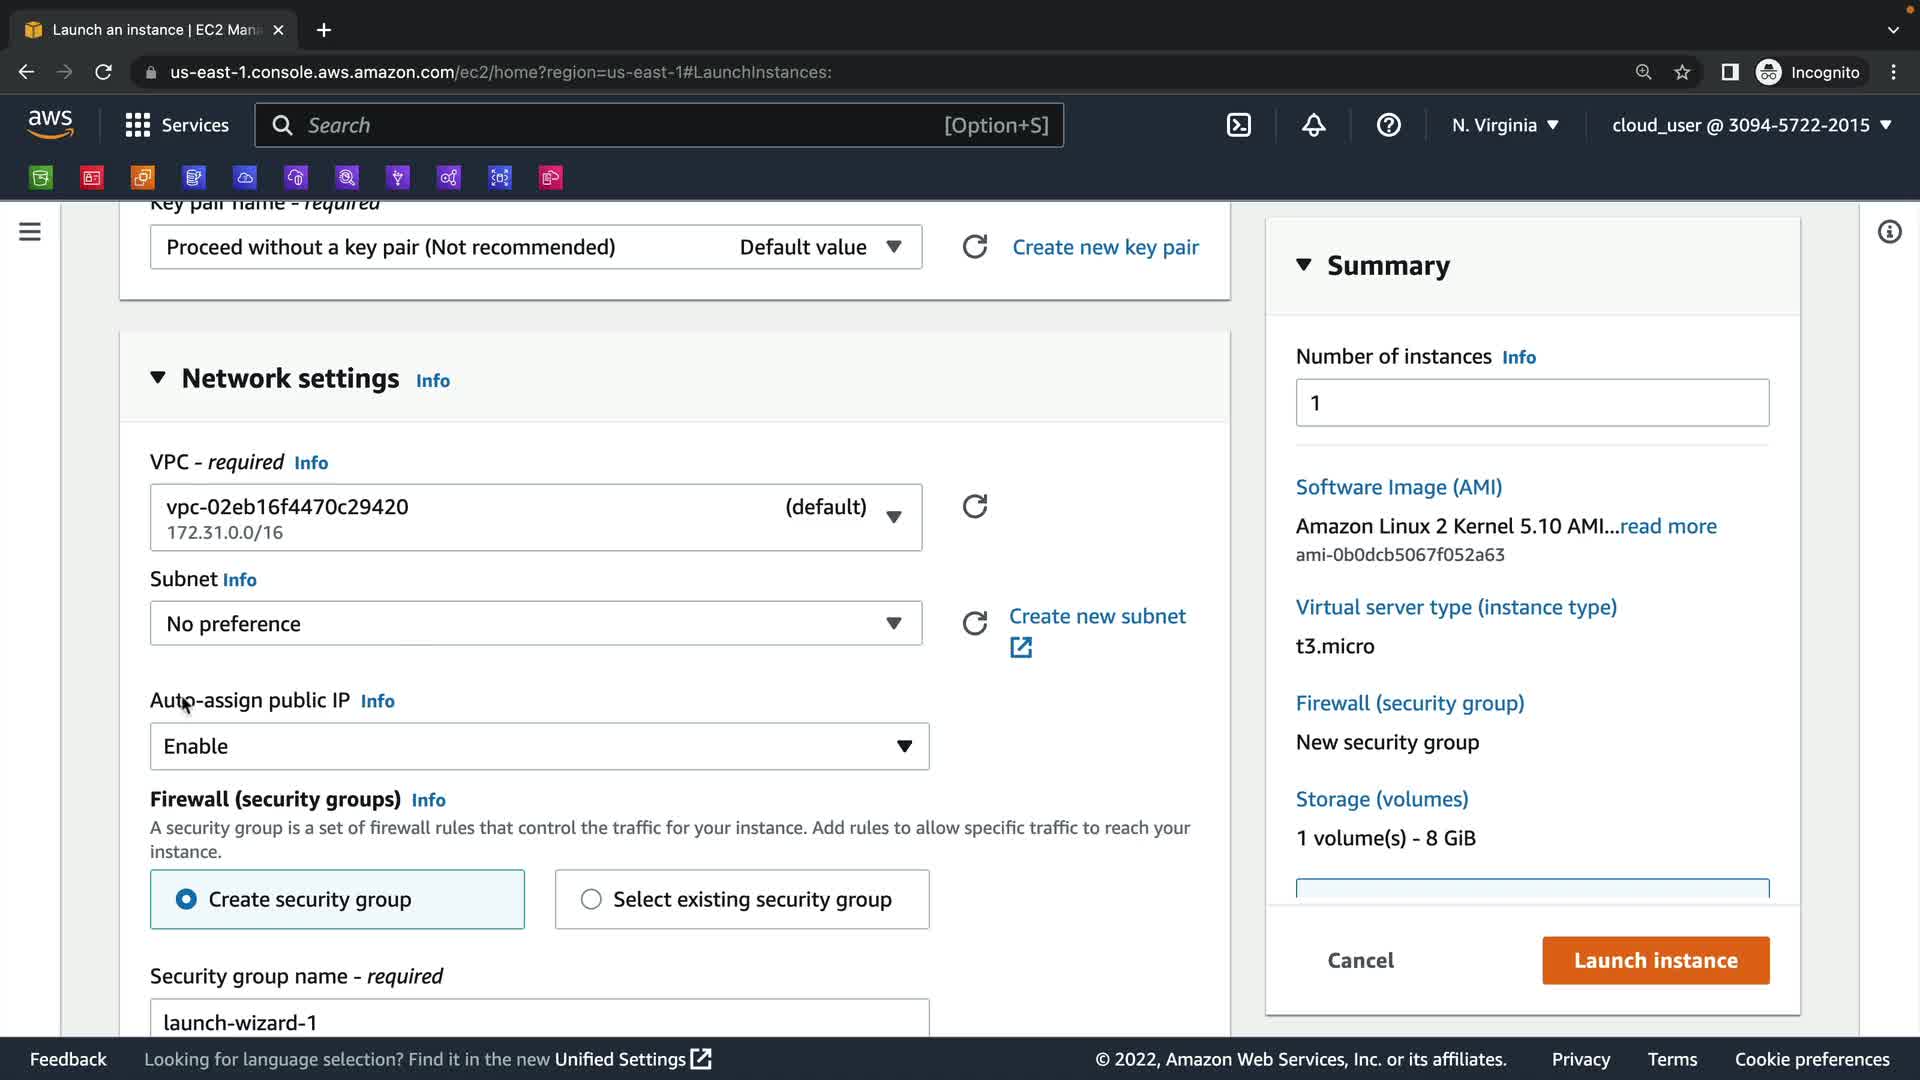 Launch an instance | EC2 Mana
us-east-1.console.aws.amazon.com/ec2/home?region=us-east-1#LaunchInstances:
Incognito
aws
Services
Search
[Option+S]
N. Virginia
cloud_user @ 3094-5722-2015
Key pair name - required
Proceed without a key pair (Not recommended)
Default value
Create new key pair
Network settings Info
VPC - required Info
vpc-02eb16f4470c29420
(default)
172.31.0.0/16
Subnet Info
No preference
Create new subnet
Auto-assign public IP Info
Enable
Firewall (security groups) Info
A security group is a set of firewall rules that control the traffic for your instance. Add rules to allow specific traffic to reach your
instance.
Create security group
Select existing security group
Security group name - required
launch-wizard-1
Summary
Number of instances Info
1
Software Image (AMI)
Amazon Linux 2 Kernel 5.10 AMI...read more
ami-0b0dcb5067f052a63
Virtual server type (instance type)
t3.micro
Firewall (security group)
New security group
Storage (volumes)
1 volume(s) - 8 GiB
Cancel
Launch instance
Feedback
Looking for language selection? Find it in the new Unified Settings
© 2022, Amazon Web Services, Inc. or its affiliates.
Privacy
Terms
Cookie preferences